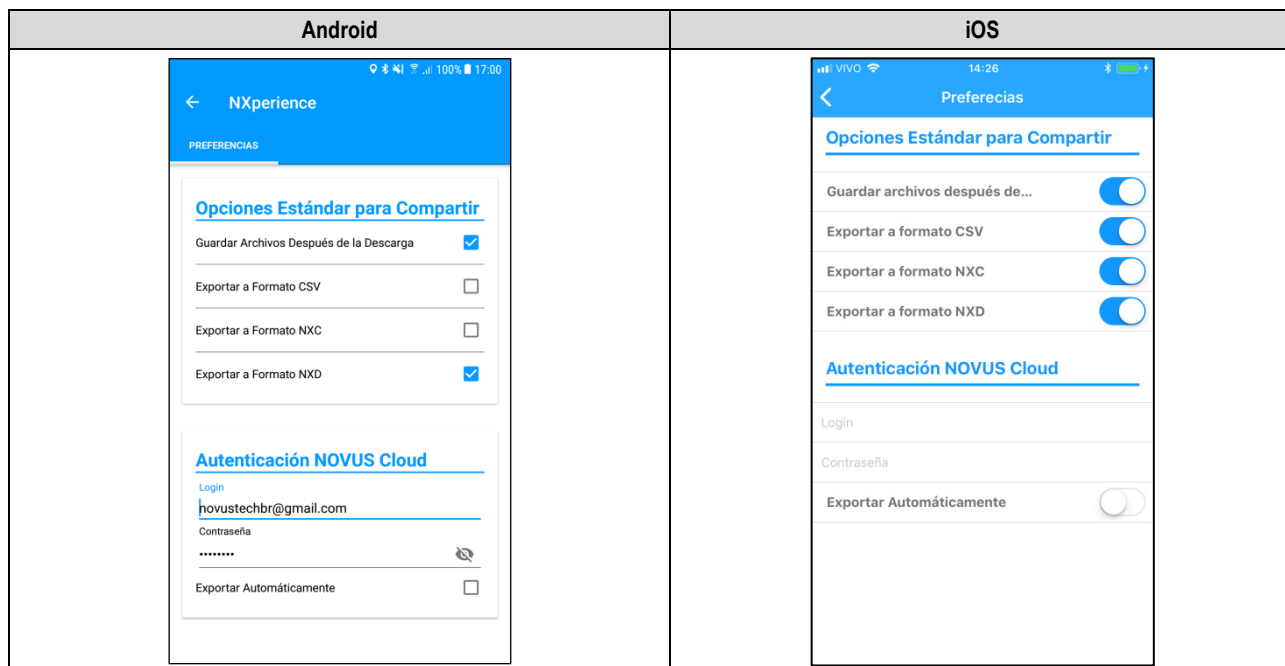 Android
iOS
100% 17:00
NXperience
PREFERENCIAS
Opciones Estándar para Compartir
Guardar Archivos Después de la Descarga
Exportar a Formato CSV
Exportar a Formato NXC
Exportar a Formato NXD
Autenticación NOVUS Cloud
Login
novustechbr@gmail.com
Contraseña
••••••••
Exportar Automáticamente
VIVO 14:26
Preferecias
Opciones Estándar para Compartir
Guardar archivos después de...
Exportar a formato CSV
Exportar a formato NXC
Exportar a formato NXD
Autenticación NOVUS Cloud
Login
Contraseña
Exportar Automáticamente